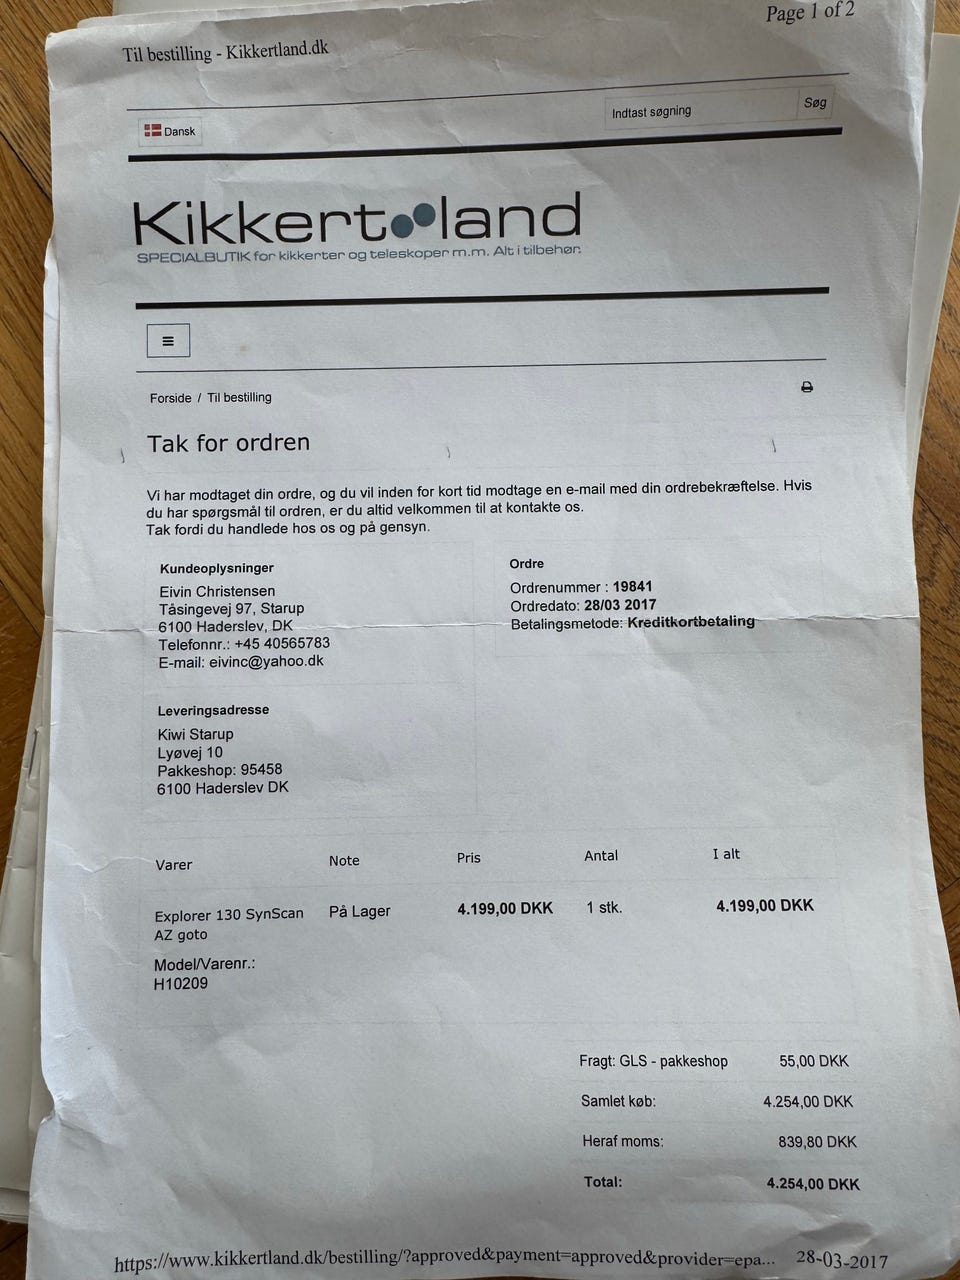 Page 1 of 2
Til bestilling - Kikkertland.dk
Dansk
Indtast søgning
Søg
Kikkertland
SPECIALBUTIK for kikkerter og teleskoper m.m. Alt i tilbehør.
Forside / Til bestilling
Tak for ordren
Vi har modtaget din ordre, og du vil inden for kort tid modtage en e-mail med din ordrebekræftelse. Hvis
du har spørgsmål til ordren, er du altid velkommen til at kontakte os.
Tak fordi du handlede hos os og på gensyn.
Kundeoplysninger
Eivin Christensen
Tåsingevej 97, Starup
6100 Haderslev, DK
Telefonnr.: +45 40565783
E-mail: eivinc@yahoo.dk
Ordre
Ordrenummer : 19841
Ordredato: 28/03 2017
Betalingsmetode: Kreditkortbetaling
Leveringsadresse
Kiwi Starup
Lyøvej 10
Pakkeshop: 95458
6100 Haderslev DK
Varer Note Pris Antal I alt
Explorer 130 SynScan På Lager 4.199,00 DKK 1 stk. 4.199,00 DKK
AZ goto
Model/Varenr.:
H10209
Fragt: GLS - pakkeshop 55,00 DKK
Samlet køb: 4.254,00 DKK
Heraf moms: 839,80 DKK
Total: 4.254,00 DKK
https://www.kikkertland.dk/bestilling/?approved&payment=approved&provider=epa... 28-03-2017